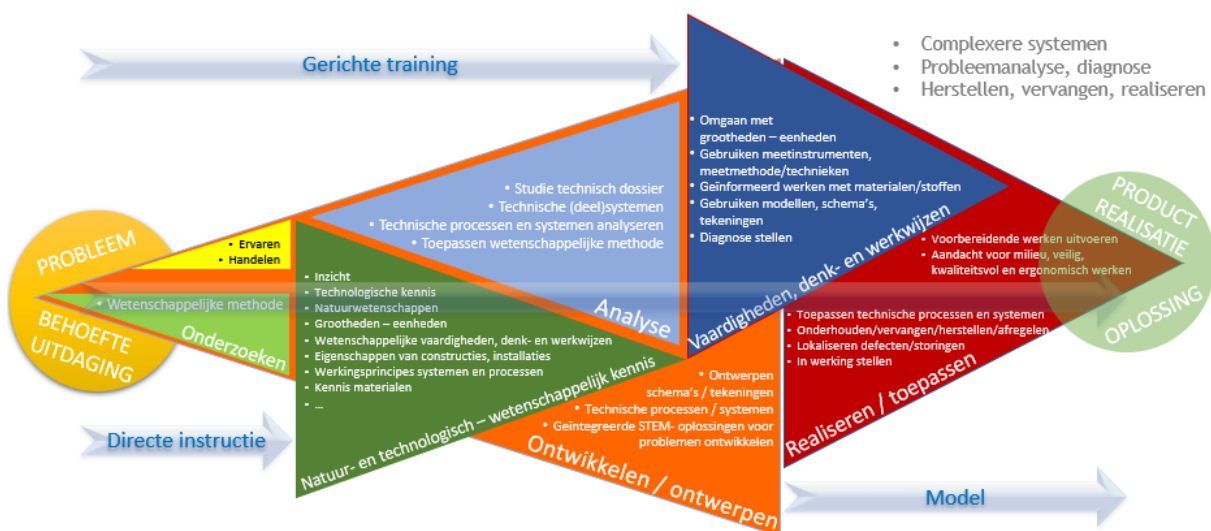 Gerichte training
• Complexere systemen
• Probleemanalyse, diagnose
• Herstellen, vervangen, realiseren
PROBLEEM
BEHOEFTE
UITDAGING
• Ervaren
• Handelen
• Wetenschappelijke methode
Onderzoeken
Directe instructie
• Inzicht
• Technologische kennis
• Natuurwetenschappen
• Grootheden – eenheden
• Wetenschappelijke vaardigheden, denk- en werkwijzen
• Eigenschappen van constructies, installaties
• Werkingsprincipes systemen en processen
• Kennis materialen
• ...
Natuur- en technologisch – wetenschappelijk kennis
• Studie technisch dossier
• Technische (deel)systemen
• Technische processen en systemen analyseren
• Toepassen wetenschappelijke methode
Analyse
• Omgaan met
grootheden – eenheden
• Gebruiken meetinstrumenten,
meetmethode/technieken
• Geïnformeerd werken met materialen/stoffen
• Gebruiken modellen, schema's,
tekeningen
• Diagnose stellen
Vaardigheden, denk- en werkwijzen
• Ontwerpen
schema's / tekeningen
• Technische processen / systemen
• Geïntegreerde STEM- oplossingen voor
problemen ontwikkelen
Ontwikkelen / ontwerpen
• Voorbereidende werken uitvoeren
• Aandacht voor milieu, veilig,
kwaliteitsvol en ergonomisch werken
• Toepassen technische processen en systemen
• Onderhouden/vervangen/herstellen/afregelen
• Lokaliseren defecten/storingen
• In werking stellen
Realiseren / toepassen
PRODUCT
REALISATIE
OPLOSSING
Model